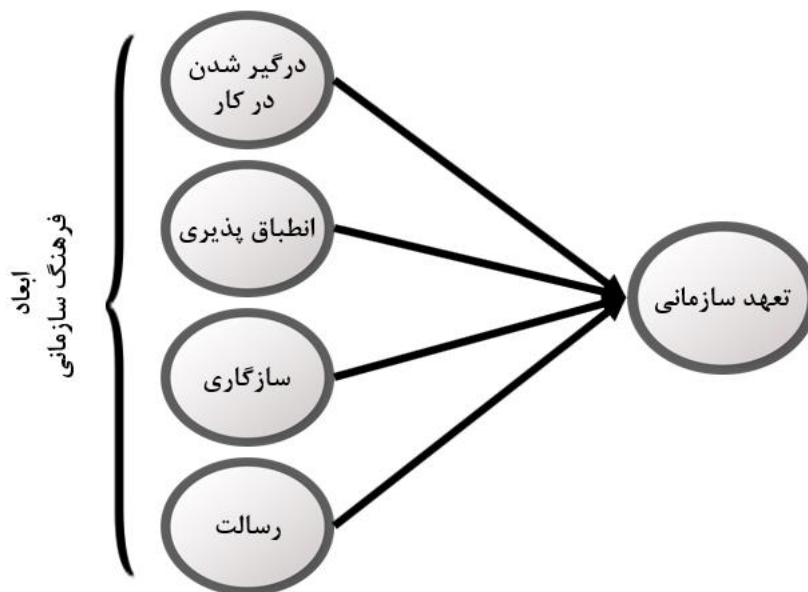 درگیر شدن
در کار
انطباق پذیری
سازگاری
رسالت
تعهد سازمانی
ابعاد
فرهنگ سازمانی